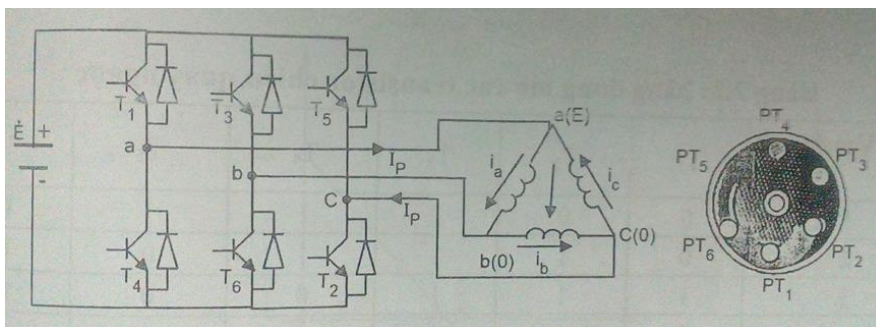 Ė +
-
T1
T3
T5
a
b
C
IP
IP
T4
T6
T2
a(E)
ia
ic
b(0)
ib
C(0)
PT4
PT5
PT3
PT6
PT2
PT1